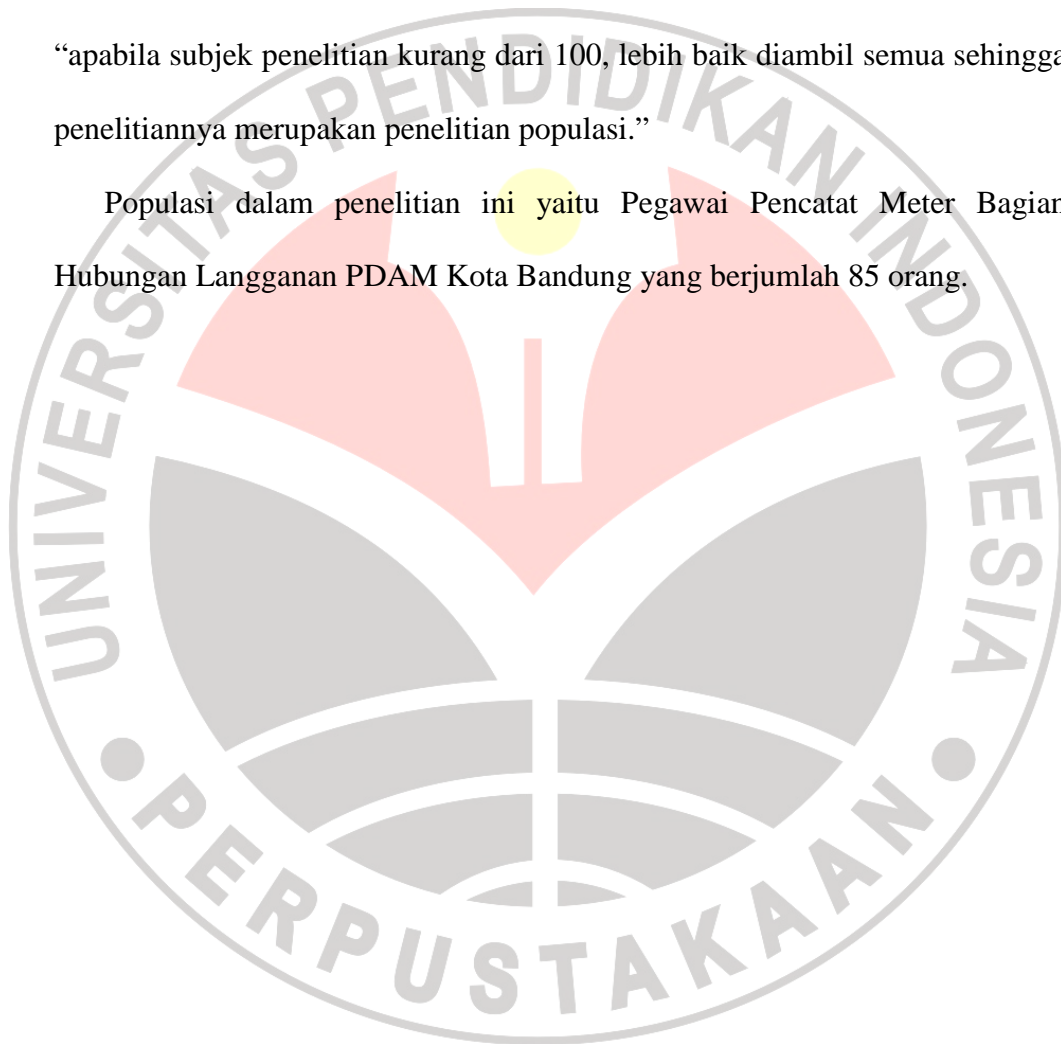 “apabila subjek penelitian kurang dari 100, lebih baik diambil semua sehingga
penelitiannya merupakan penelitian populasi.”
Populasi dalam penelitian ini yaitu Pegawai Pencatat Meter Bagian
Hubungan Langganan PDAM Kota Bandung yang berjumlah 85 orang.
UNIVERSITAS PENDIDIKAN INDONESIA
PERPUSTAKAAN